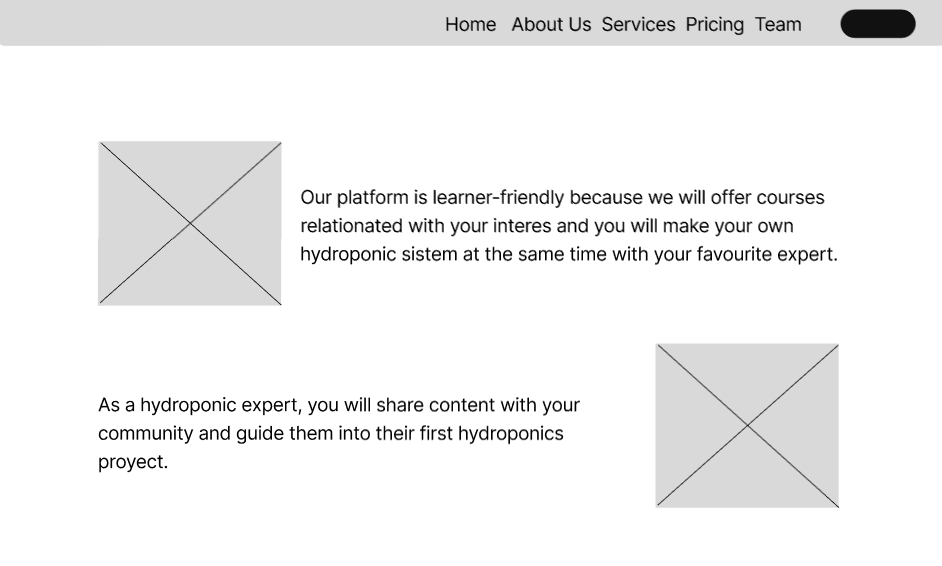 Home About Us Services Pricing Team
Our platform is learner-friendly because we will offer courses
relationated with your interes and you will make your own
hydroponic sistem at the same time with your favourite expert.
As a hydroponic expert, you will share content with your
community and guide them into their first hydroponics
proyect.